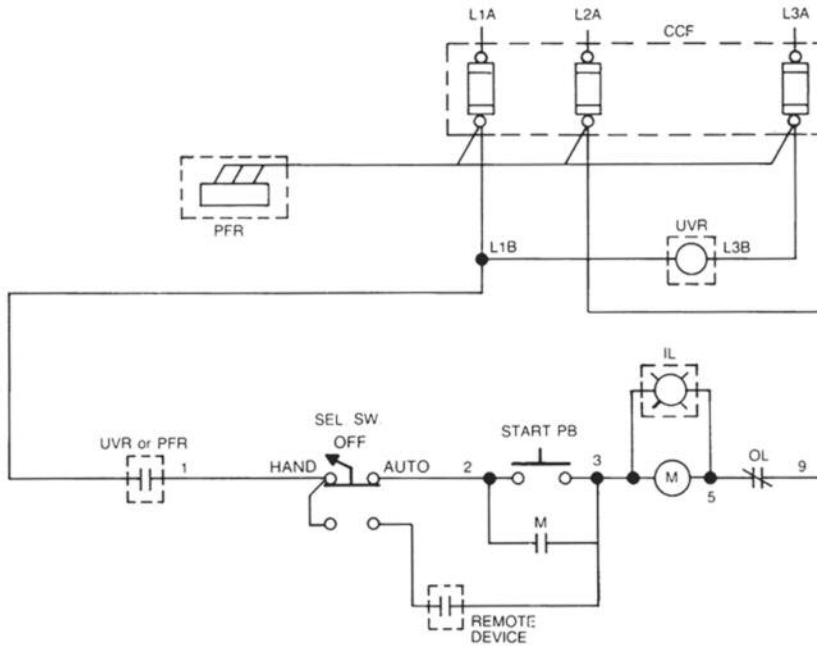 L1A
L2A
L3A
CCF
PFR
UVR
L1B
L3B
IL
SEL SW.
OFF
START PB
UVR or PFR
1
HAND
AUTO
2
3
M
5
OL
9
M
REMOTE
DEVICE